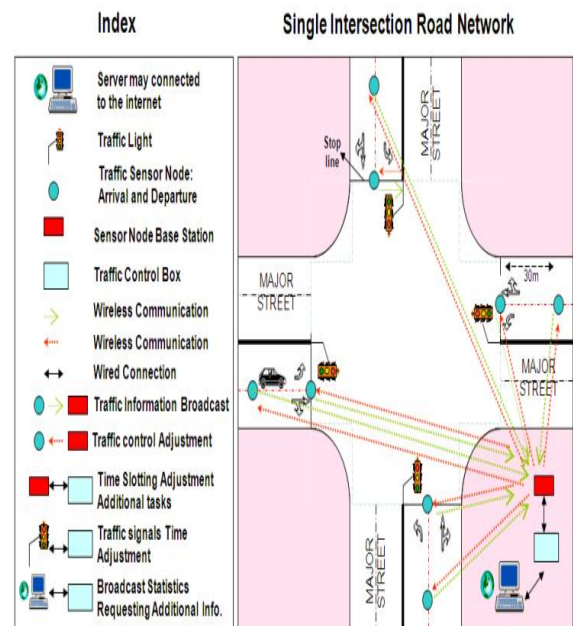 Index
Server may connected
to the internet
Traffic Light
Traffic Sensor Node:
Arrival and Departure
Sensor Node Base Station
Traffic Control Box
Wireless Communication
Wireless Communication
Wired Connection
Traffic Information Broadcast
Traffic control Adjustment
Time Slotting Adjustment
Additional tasks
Traffic signals Time
Adjustment
Broadcast Statistics
Requesting Additional Info.
Single Intersection Road Network
Stop
line
MAJOR
STREET
30m
MAJOR
STREET
MAJOR
STREET
MAJOR
STREET